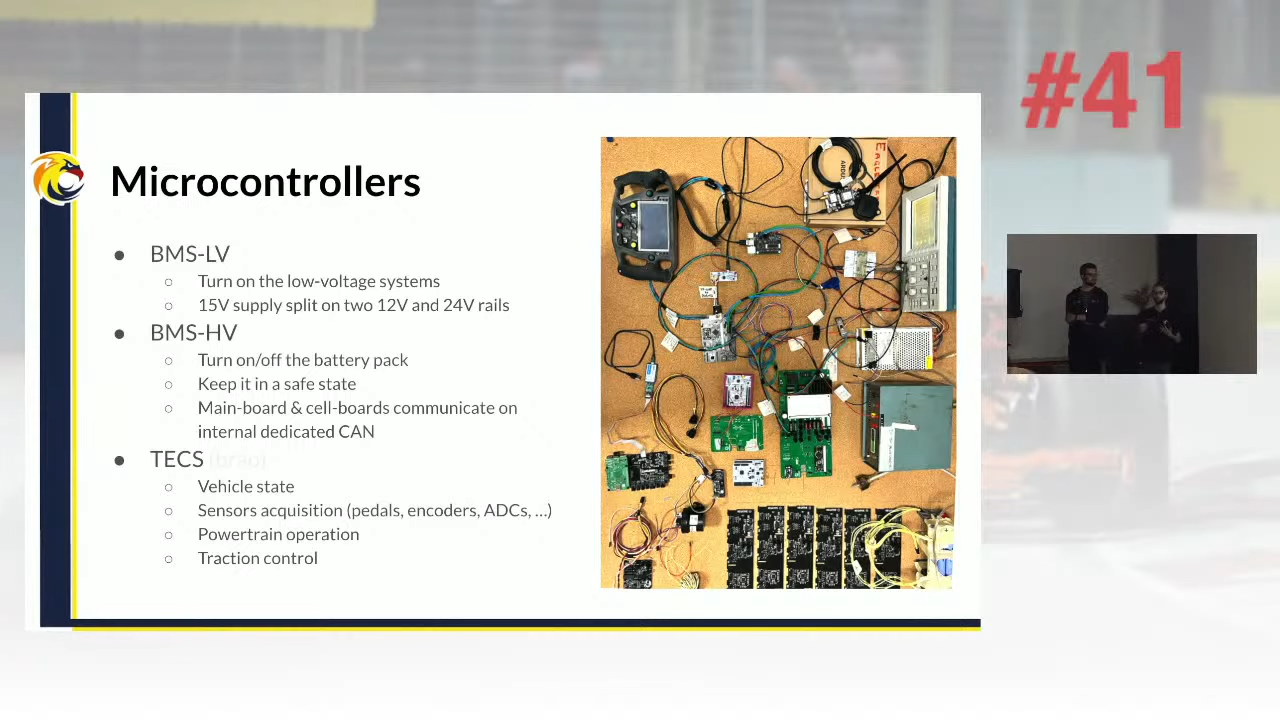 #41
Microcontrollers
● BMS-LV
○ Turn on the low-voltage systems
○ 15V supply split on two 12V and 24V rails
● BMS-HV
○ Turn on/off the battery pack
○ Keep it in a safe state
○ Main-board & cell-boards communicate on
internal dedicated CAN
● TECS (brao)
○ Vehicle state
○ Sensors acquisition (pedals, encoders, ADCs, ...)
○ Powertrain operation
○ Traction control